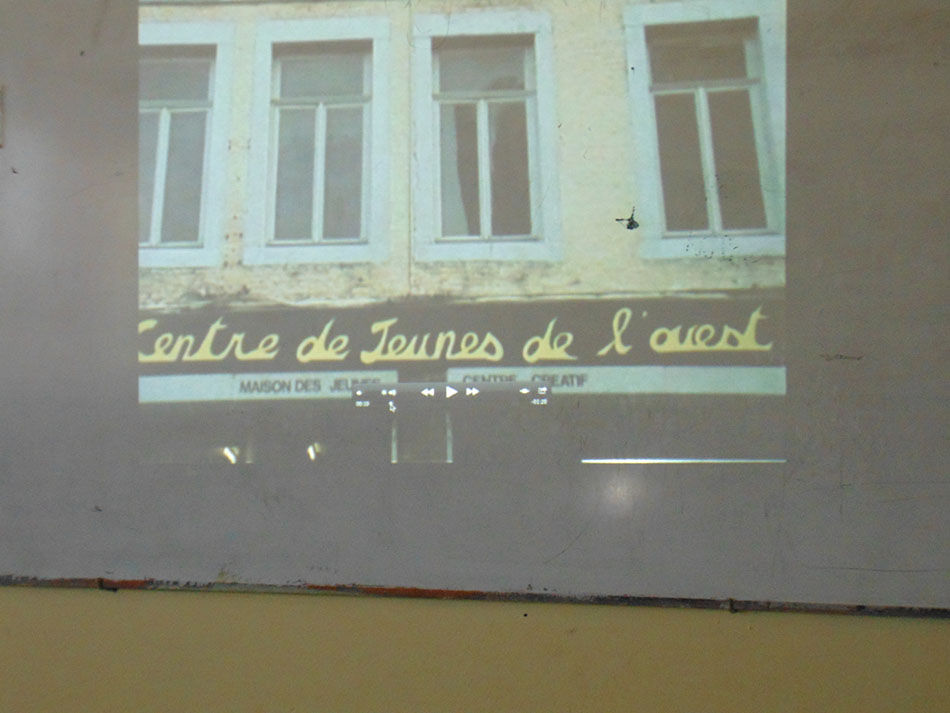 Centre de Jeunes de l'ouest
MAISON DES JEUNES CENTRE CREATIF